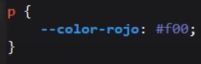 p {
    --color-rojo: #f00;
}